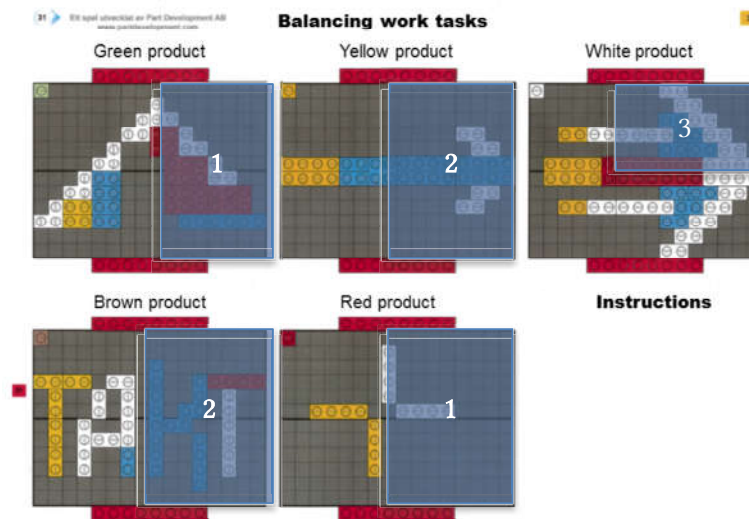 31 Ett spel utvecklat av Part Development AB
www.partdevelopment.com
Balancing work tasks
Green product
Yellow product
White product
1
2
3
Brown product
Red product
Instructions
2
1